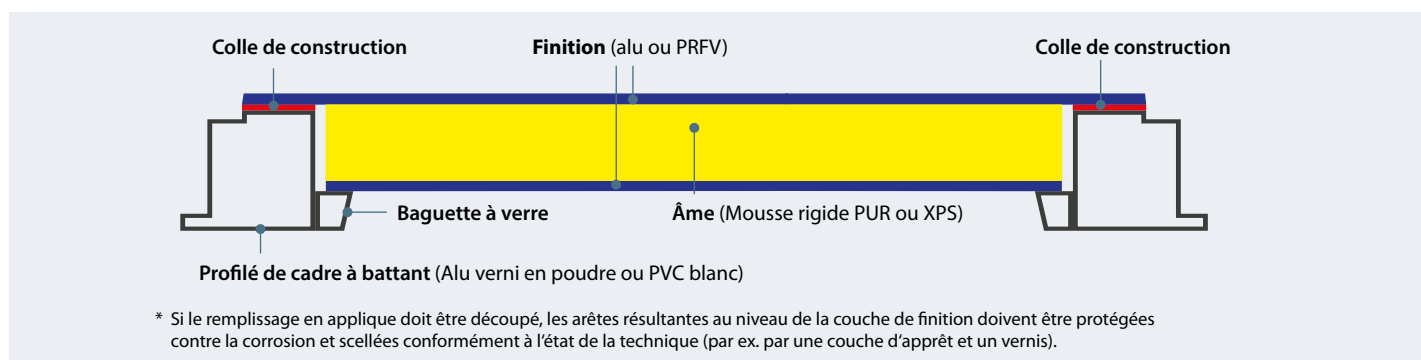 Colle de construction
Finition (alu ou PRFV)
Colle de construction
Baguette à verre
Âme (Mousse rigide PUR ou XPS)
Profilé de cadre à battant (Alu verni en poudre ou PVC blanc)
* Si le remplissage en applique doit être découpé, les arêtes résultantes au niveau de la couche de finition doivent être protégées
contre la corrosion et scellées conformément à l’état de la technique (par ex. par une couche d’apprêt et un vernis).